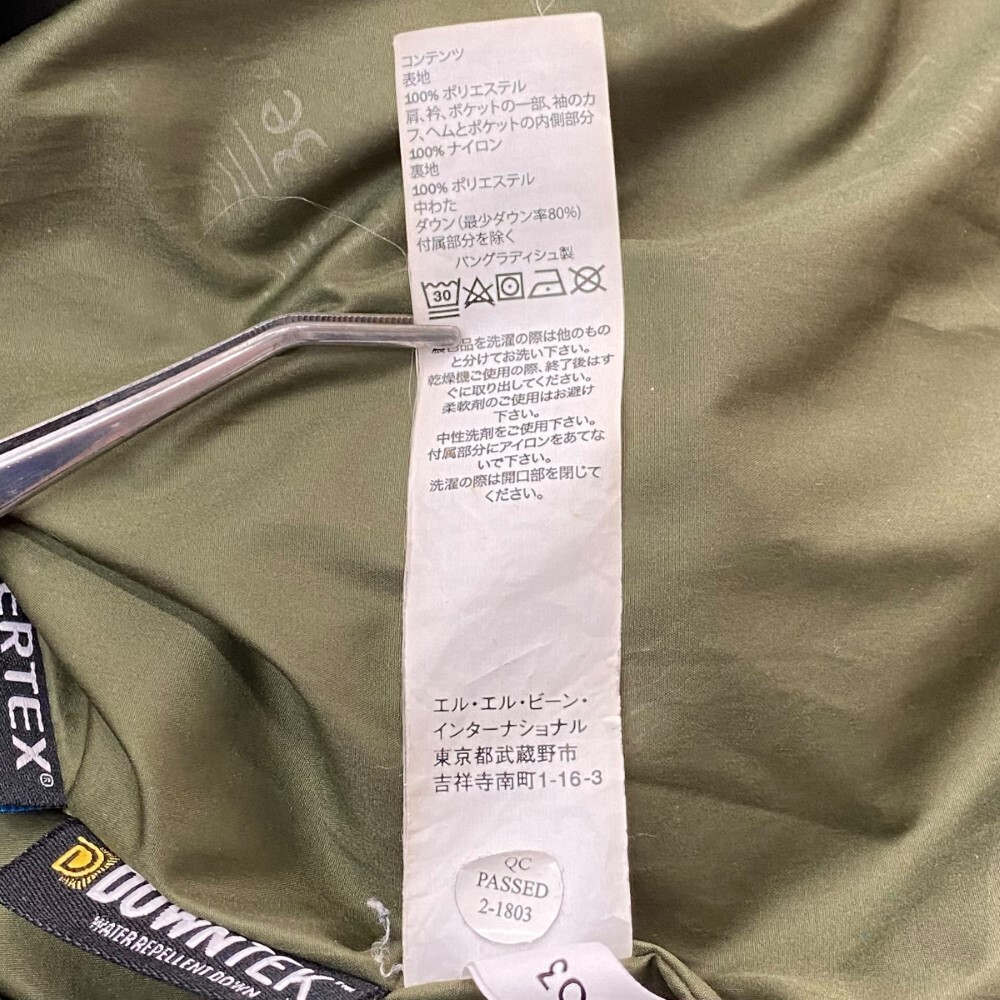 コンテンツ
表地
100% ポリエステル
肩、衿、ポケットの一部、袖のカ
フ、ヘムとポケットの内側部分
100% ナイロン
裏地
100% ポリエステル
中わた
ダウン(最少ダウン率80%)
付属部分を除く
バングラディシュ製
30
品を洗濯の際は他のもの
と分けてお洗い下さい。
乾燥機ご使用の際、終了後はす
ぐに取り出してください。
柔軟剤のご使用はお避け
下さい。
中性洗剤をご使用下さい。
付属部分にアイロンをあてな
いで下さい。
洗濯の際は開口部を閉じて
ください。
エル・エル・ビーン・
インターナショナル
東京都武蔵野市
吉祥寺南町1-16-3
QC
PASSED
2-1803
ERTEX®
DOWNTEK™
WATER REPELLENT DOWN